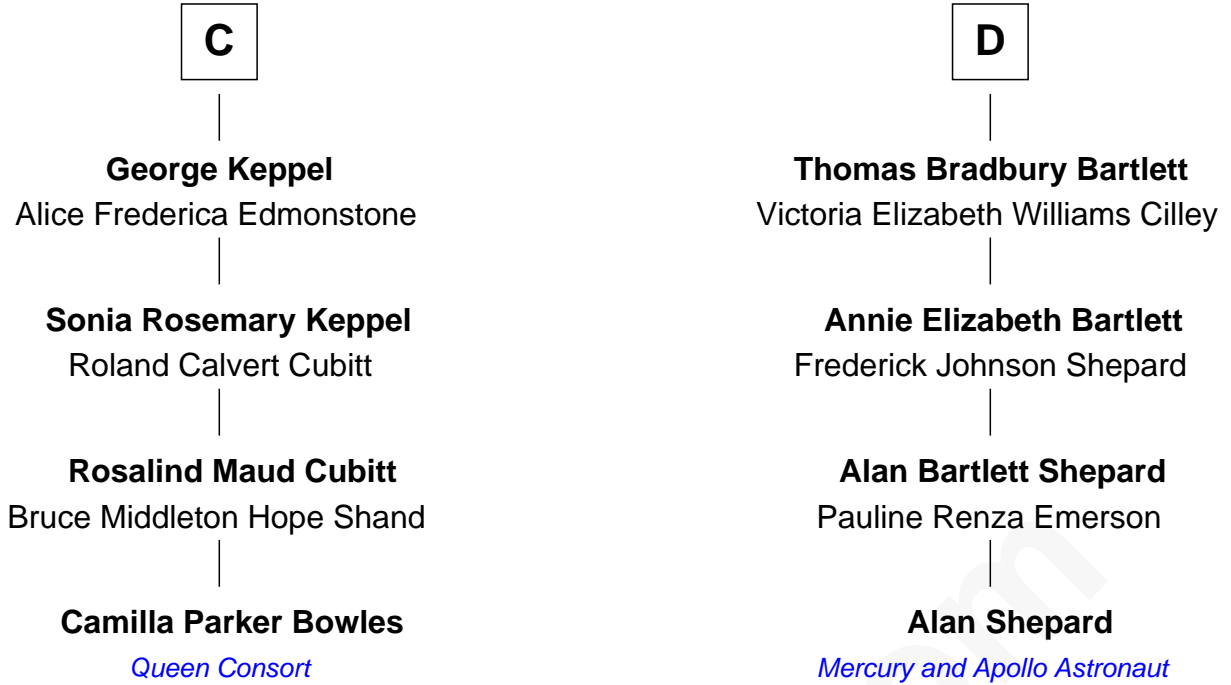 C
George Keppel
Alice Frederica Edmonstone
Sonia Rosemary Keppel
Roland Calvert Cubitt
Rosalind Maud Cubitt
Bruce Middleton Hope Shand
Camilla Parker Bowles
Queen Consort
D
Thomas Bradbury Bartlett
Victoria Elizabeth Williams Cilley
Annie Elizabeth Bartlett
Frederick Johnson Shepard
Alan Bartlett Shepard
Pauline Renza Emerson
Alan Shepard
Mercury and Apollo Astronaut